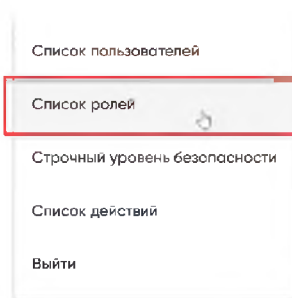 Список пользователей
Список ролей
Строчный уровень безопасности
Список действий
Выйти